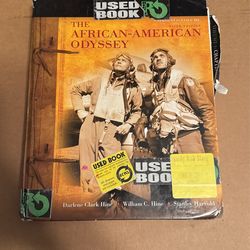 USED
BOOK
THE
AFRICAN-AMERICAN
ODYSSEY
USED BOOK
USED
BOOK
Darlene Clark Hine • William C. Hine • Stanley Harrold